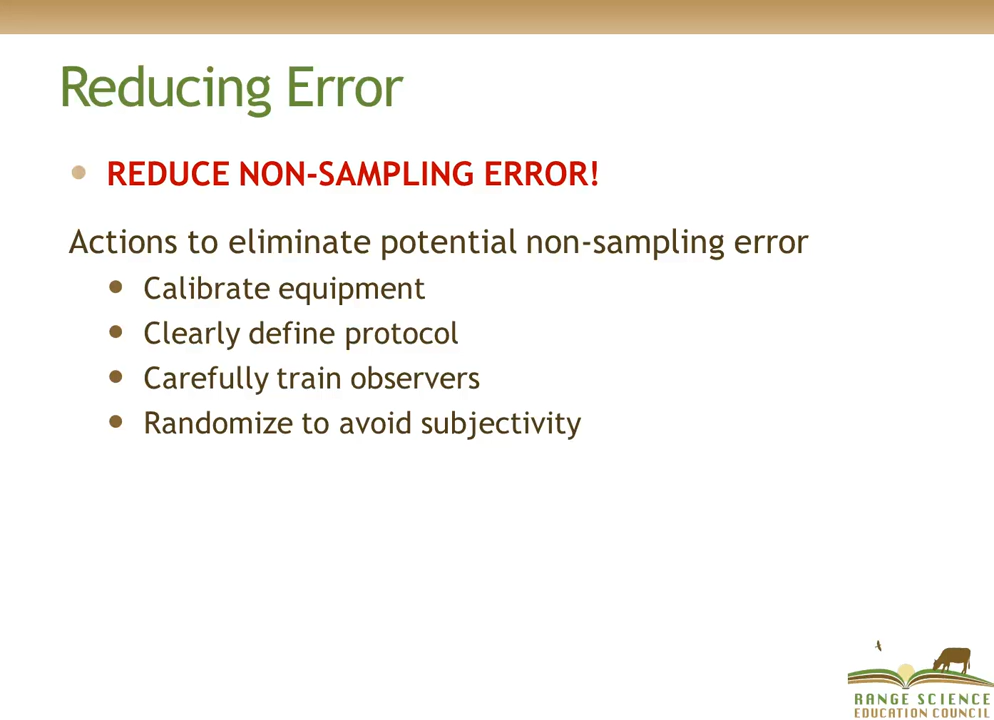 Reducing Error
REDUCE NON-SAMPLING ERROR!
Actions to eliminate potential non-sampling error
Calibrate equipment
Clearly define protocol
Carefully train observers
Randomize to avoid subjectivity
RANGE SCIENCE
EDUCATION COUNCIL